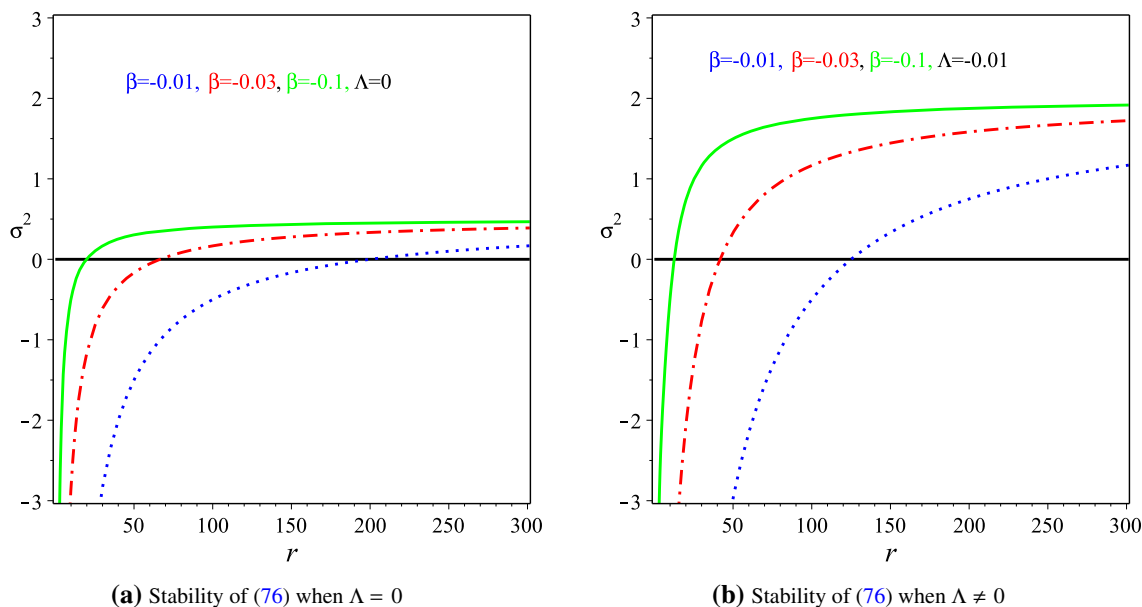 3
β=-0.01, β=-0.03, β=-0.1, Λ=0
2
1
σ²
0
−1
−2
−3
50 100 150 200 250 300
r
(a) Stability of (76) when Λ = 0
3
β=-0.01, β=-0.03, β=-0.1, Λ=-0.01
2
1
σ²
0
−1
−2
−3
50 100 150 200 250 300
r
(b) Stability of (76) when Λ ≠ 0